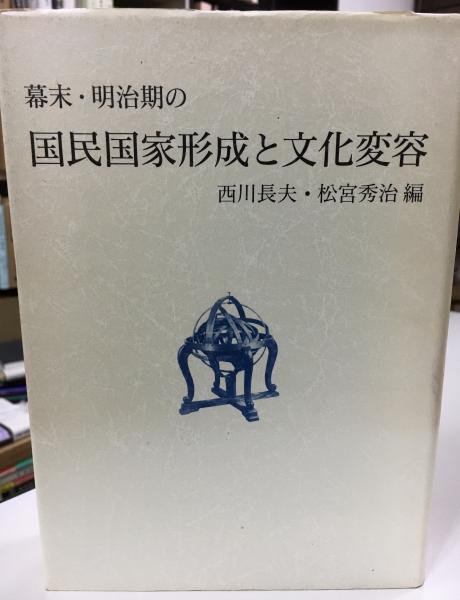 幕末・明治期の
国民国家形成と文化変容
西川長夫・松宮秀治 編